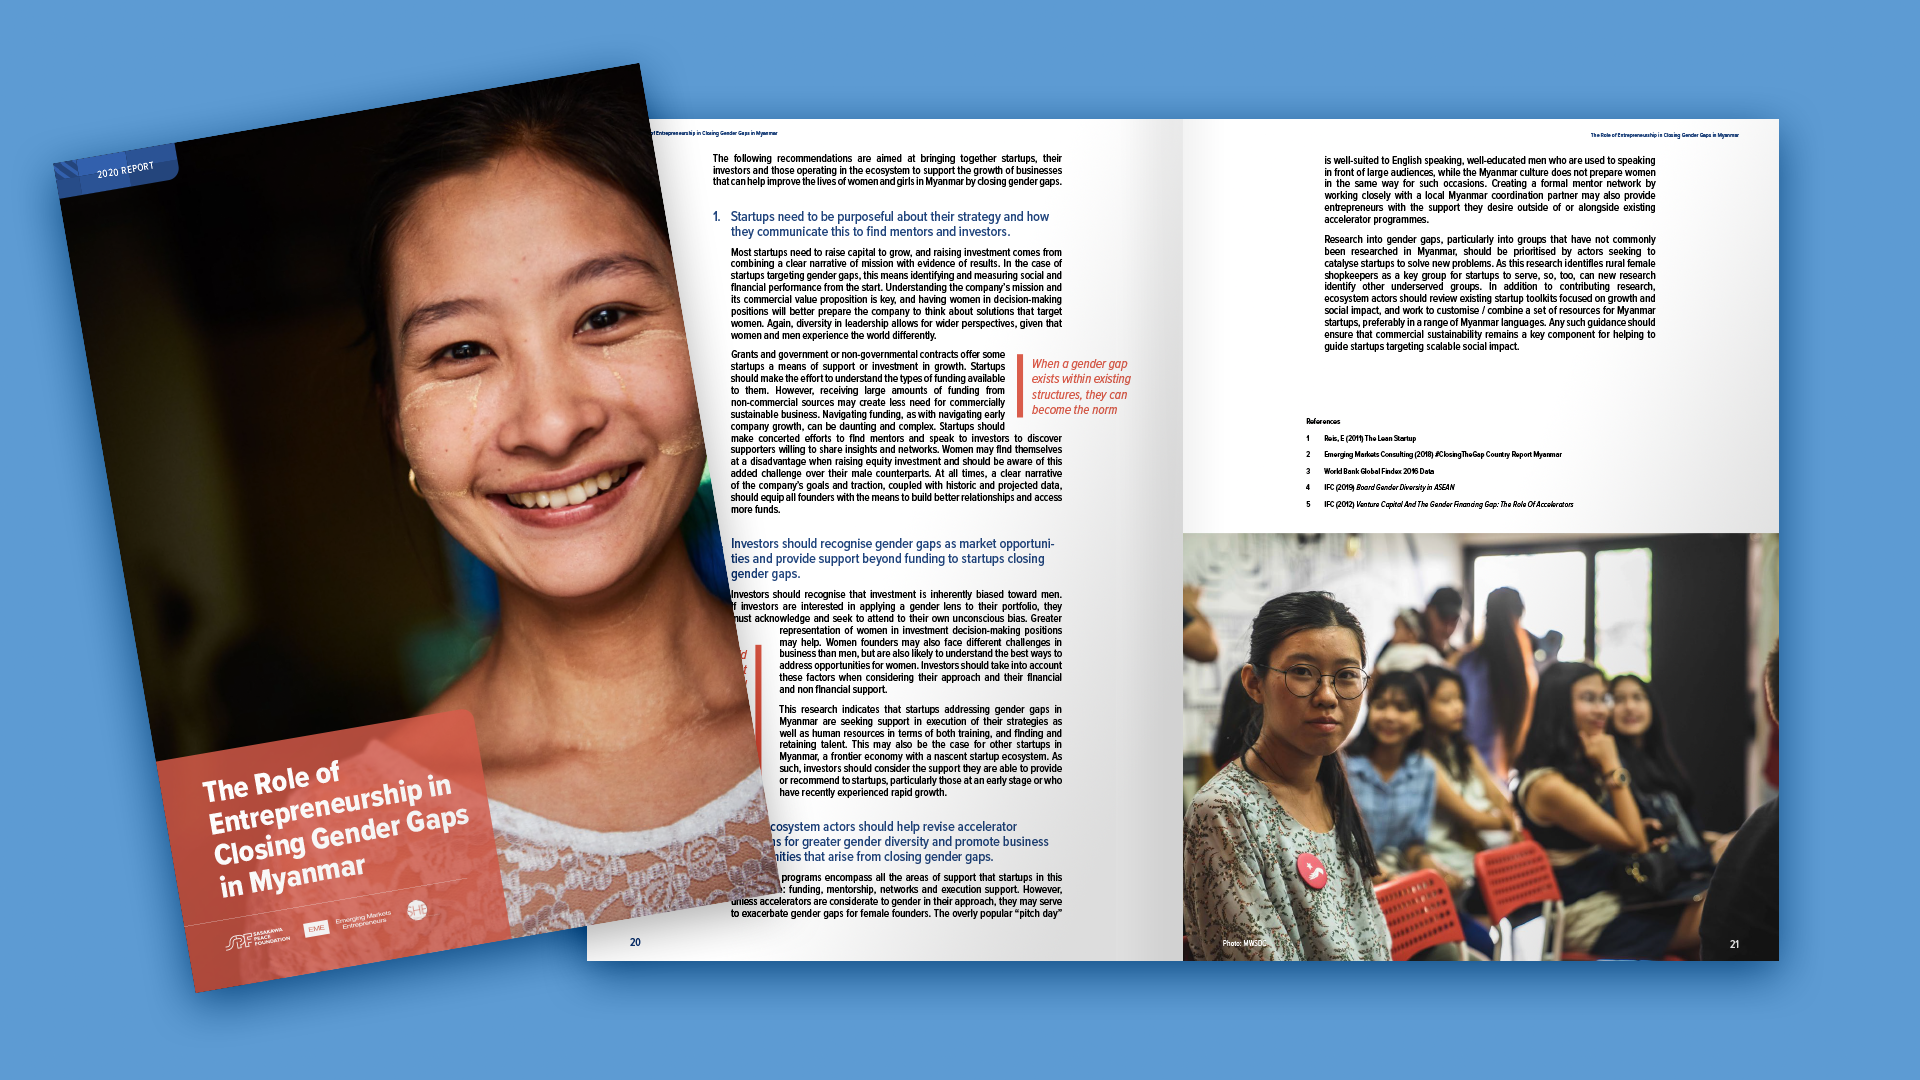 2020 REPORT
The Role of
Entrepreneurship in
Closing Gender Gaps
in Myanmar
SPF
SASAKAWA
PEACE
FOUNDATION
EME
Emerging Markets
Entrepreneurs
SHE
of Entrepreneurship in Closing Gender Gaps in Myanmar
The following recommendations are aimed at bringing together startups, their
investors and those operating in the ecosystem to support the growth of businesses
that can help improve the lives of women and girls in Myanmar by closing gender gaps.
1. Startups need to be purposeful about their strategy and how
they communicate this to find mentors and investors.
Most startups need to raise capital to grow, and raising investment comes from
combining a clear narrative of mission with evidence of results. In the case of
startups targeting gender gaps, this means identifying and measuring social and
financial performance from the start. Understanding the company's mission and
its commercial value proposition is key, and having women in decision-making
positions will better prepare the company to think about solutions that target
women. Again, diversity in leadership allows for wider perspectives, given that
women and men experience the world differently.
Grants and government or non-governmental contracts offer some
startups a means of support or investment in growth. Startups
should make the effort to understand the types of funding available
to them. However, receiving large amounts of funding from
non-commercial sources may create less need for commercially
sustainable business. Navigating funding, as with navigating early
company growth, can be daunting and complex. Startups should
make concerted efforts to find mentors and speak to investors to discover
supporters willing to share insights and networks. Women may find themselves
at a disadvantage when raising equity investment and should be aware of this
added challenge over their male counterparts. At all times, a clear narrative
of the company's goals and traction, coupled with historic and projected data,
should equip all founders with the means to build better relationships and access
more funds.
When a gender gap
exists within existing
structures, they can
become the norm
Investors should recognise gender gaps as market opportuni-
ties and provide support beyond funding to startups closing
gender gaps.
Investors should recognise that investment is inherently biased toward men.
If investors are interested in applying a gender lens to their portfolio, they
must acknowledge and seek to attend to their own unconscious bias. Greater
representation of women in investment decision-making positions
may help. Women founders may also face different challenges in
business than men, but are also likely to understand the best ways to
address opportunities for women. Investors should take into account
these factors when considering their approach and their financial
and non financial support.
This research indicates that startups addressing gender gaps in
Myanmar are seeking support in execution of their strategies as
well as human resources in terms of both training, and finding and
retaining talent. This may also be the case for other startups in
Myanmar, a frontier economy with a nascent startup ecosystem. As
such, investors should consider the support they are able to provide
or recommend to startups, particularly those at an early stage or who
have recently experienced rapid growth.
cosystem actors should help revise accelerator
s for greater gender diversity and promote business
nities that arise from closing gender gaps.
programs encompass all the areas of support that startups in this
: funding, mentorship, networks and execution support. However,
unless accelerators are considerate to gender in their approach, they may serve
to exacerbate gender gaps for female founders. The overly popular “pitch day”
20
The Role of Entrepreneurship in Closing Gender Gaps in Myanmar
is well-suited to English speaking, well-educated men who are used to speaking
in front of large audiences, while the Myanmar culture does not prepare women
in the same way for such occasions. Creating a formal mentor network by
working closely with a local Myanmar coordination partner may also provide
entrepreneurs with the support they desire outside of or alongside existing
accelerator programmes.
Research into gender gaps, particularly into groups that have not commonly
been researched in Myanmar, should be prioritised by actors seeking to
catalyse startups to solve new problems. As this research identifies rural female
shopkeepers as a key group for startups to serve, so, too, can new research
identify other underserved groups. In addition to contributing research,
ecosystem actors should review existing startup toolkits focused on growth and
social impact, and work to customise / combine a set of resources for Myanmar
startups, preferably in a range of Myanmar languages. Any such guidance should
ensure that commercial sustainability remains a key component for helping to
guide startups targeting scalable social impact.
References
1 Reis, E (2011) The Lean Startup
2 Emerging Markets Consulting (2018) #ClosingTheGap Country Report Myanmar
3 World Bank Global Findex 2016 Data
4 IFC (2019) Board Gender Diversity in ASEAN
5 IFC (2012) Venture Capital And The Gender Financing Gap: The Role Of Accelerators
Photo: MWSDC
21